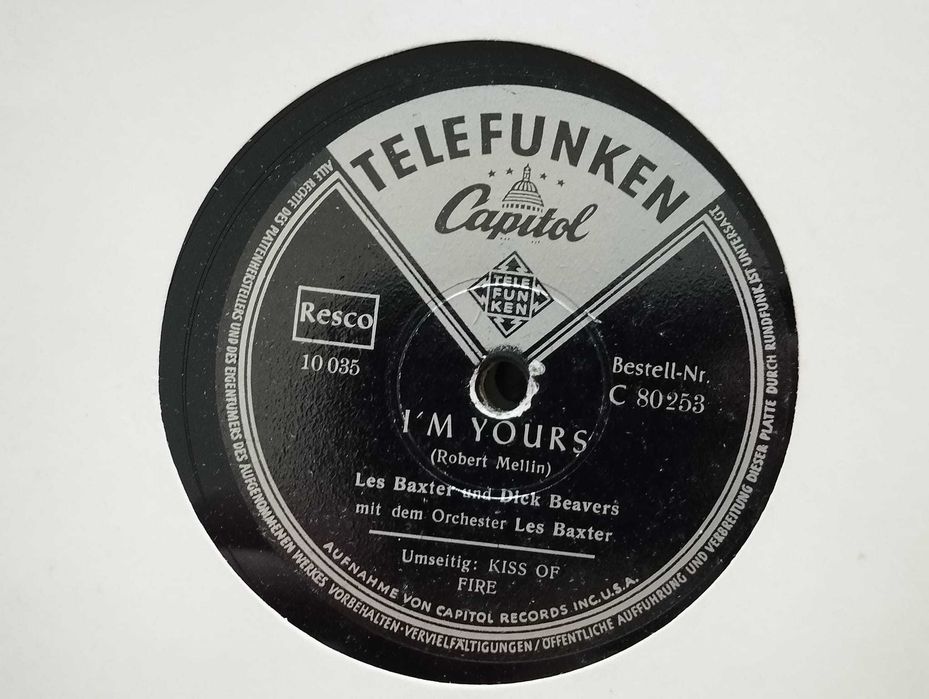 TELEFUNKEN
Capitol
TELE
FUN
KEN
Resco
10 035
Bestell-Nr.
C 80253
I'M YOURS
(Robert Mellin)
Les Baxter und Dick Beavers
mit dem Orchester Les Baxter
Umseitig: KISS OF
FIRE
AUFNAHME VON CAPITOL RECORDS INC. U.S.A.
ALLE RECHTE DES PLATTENHERSTELLERS UND DES EIGENTÜMERS DES AUFGENOMMENEN WERKES VORBEHALTEN · VERVIELFÄLTIGUNGEN / ÖFFENTLICHE AUFFÜHRUNG UND VERBREITUNG DIESER PLATTE DURCH RUNDFUNK IST UNTERSAGT